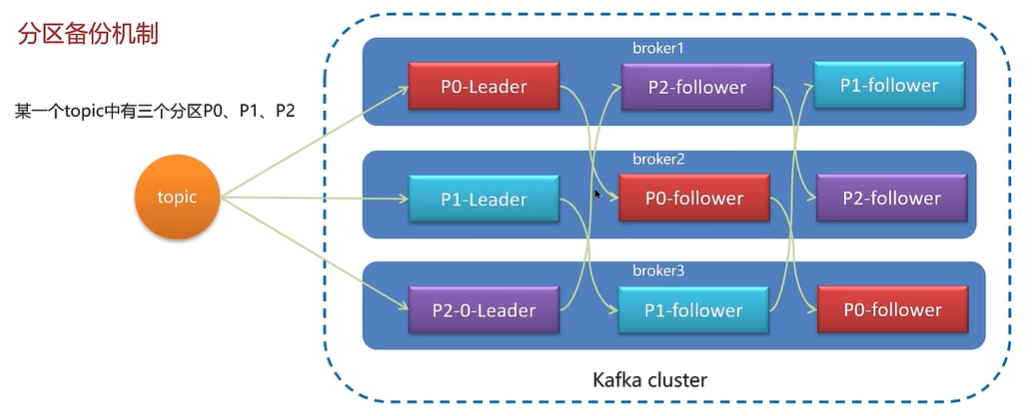 分区备份机制
某一个topic中有三个分区P0、P1、P2
topic
broker1
P0-Leader
P2-follower
P1-follower
broker2
P1-Leader
P0-follower
P2-follower
broker3
P2-0-Leader
P1-follower
P0-follower
Kafka cluster